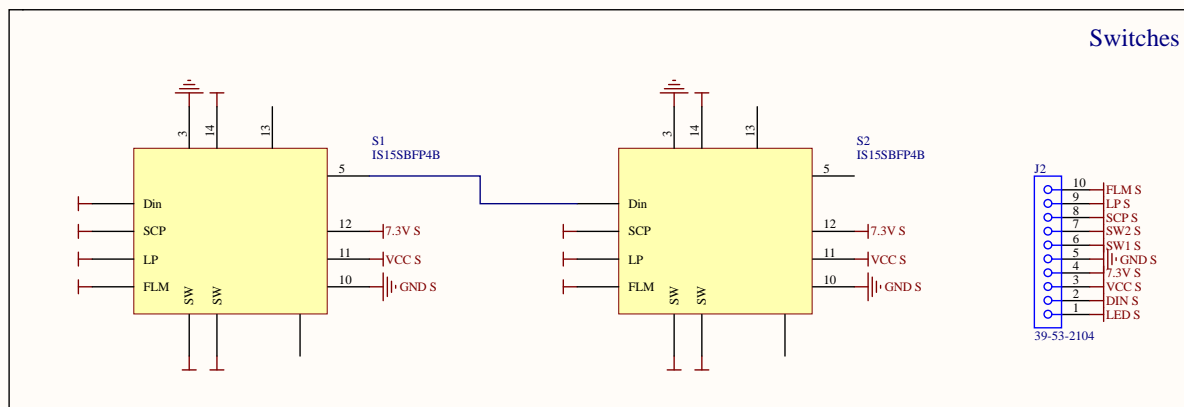 Switches
3
14
13
S1
IS15SBFP4B
5
Din
SCP
12
7.3V S
LP
11
VCC S
FLM
10
GND S
SW
SW
3
14
13
S2
IS15SBFP4B
5
Din
SCP
12
7.3V S
LP
11
VCC S
FLM
10
GND S
SW
SW
J2
10 FLM S
9 LP S
8 SCP S
7 SW2 S
6 SW1 S
5 GND S
4 7.3V S
3 VCC S
2 DIN S
1 LED S
39-53-2104